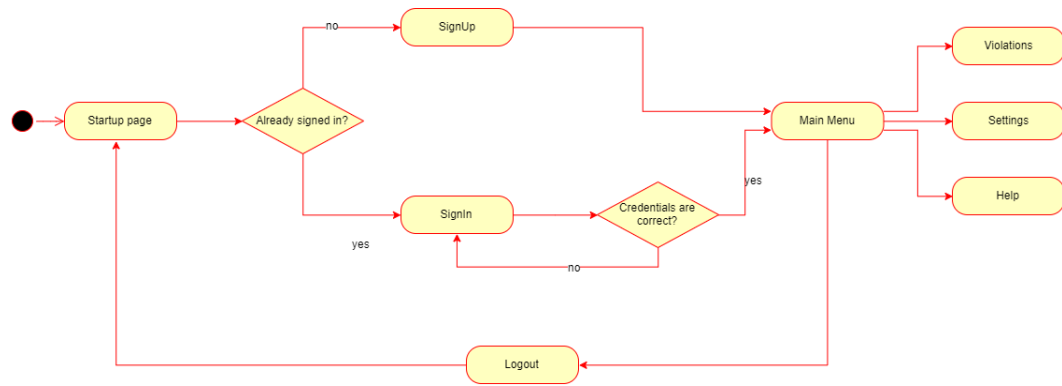 no
SignUp
Violations
Startup page
Already signed in?
Main Menu
Settings
yes
SignIn
Credentials are
correct?
Help
yes
no
Logout